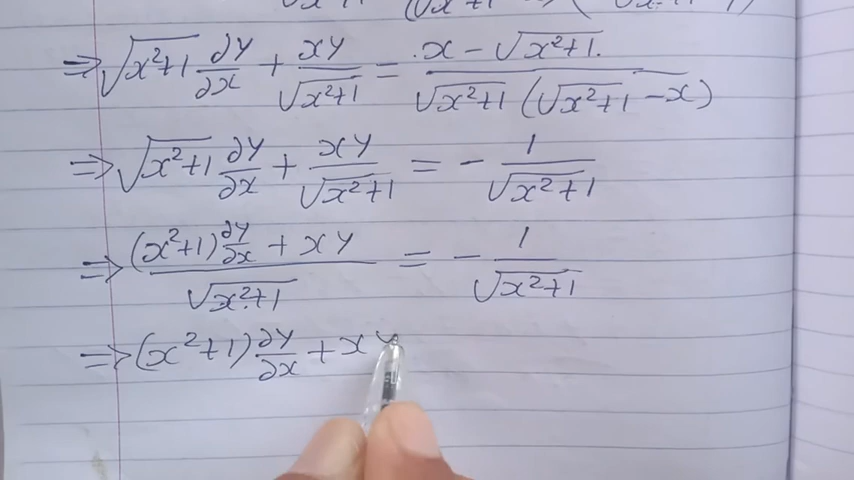 ⇒ √(x²+1) ∂y/∂x + xy/√(x²+1) = x - √(x²+1) / √(x²+1) (√(x²+1) - x)
⇒ √(x²+1) ∂y/∂x + xy/√(x²+1) = - 1/√(x²+1)
⇒ (x²+1) ∂y/∂x + xy / √(x²+1) = - 1/√(x²+1)
⇒ (x²+1) ∂y/∂x + xy